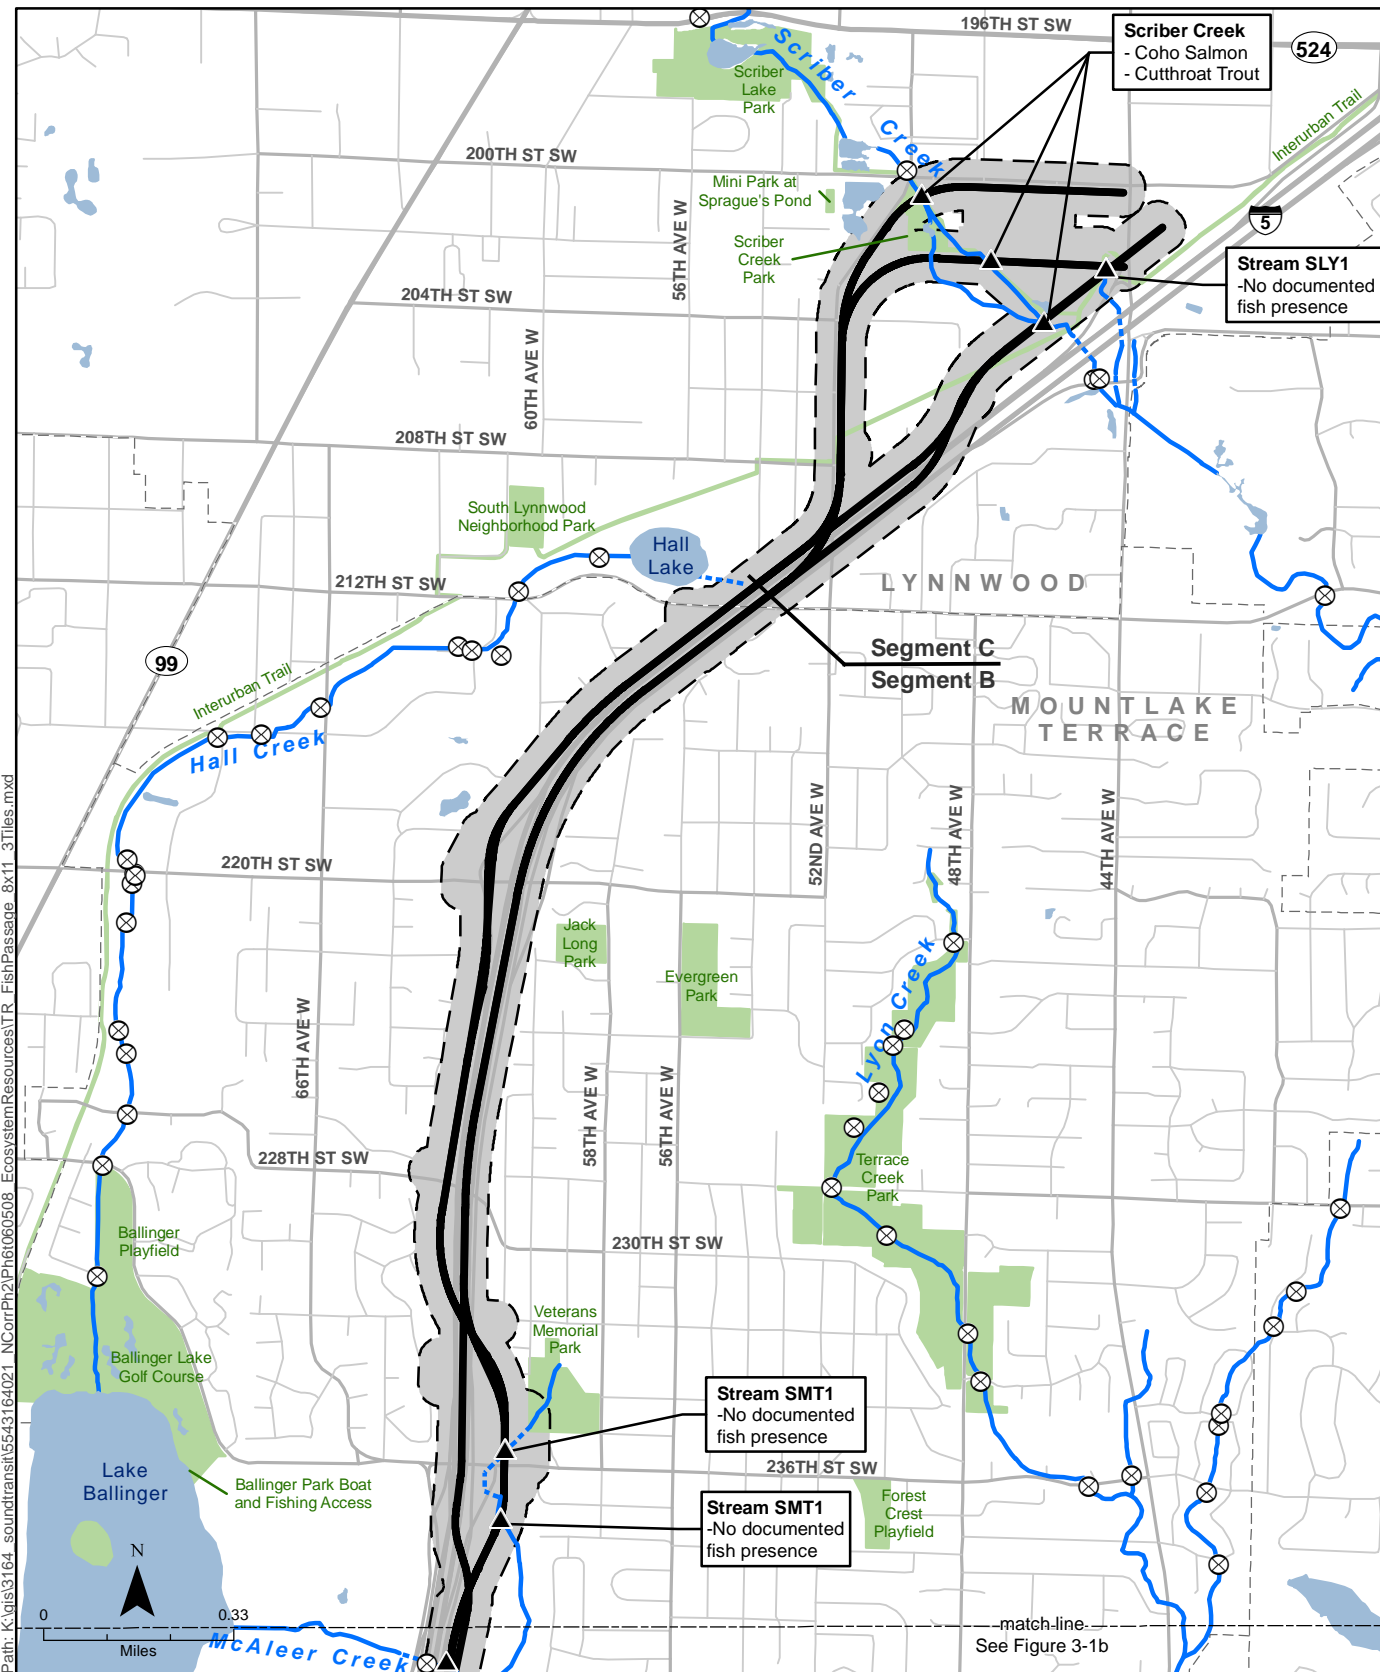 196TH ST SW
Scriber Creek
- Coho Salmon
- Cutthroat Trout
524
Scriber
Creek
Scriber
Lake
Park
Interurban Trail
200TH ST SW
Mini Park at
Sprague's Pond
56TH AVE W
5
Scriber
Creek
Park
Stream SLY1
-No documented
fish presence
204TH ST SW
60TH AVE W
208TH ST SW
South Lynnwood
Neighborhood Park
Hall
Lake
212TH ST SW
LYNNWOOD
Segment C
Segment B
99
Interurban Trail
MOUNTLAKE
TERRACE
Hall Creek
52ND AVE W
48TH AVE W
44TH AVE W
220TH ST SW
Jack
Long
Park
Evergreen
Park
Lyon Creek
66TH AVE W
58TH AVE W
56TH AVE W
228TH ST SW
Terrace
Creek
Park
Ballinger
Playfield
230TH ST SW
Veterans
Memorial
Park
Ballinger Lake
Golf Course
Stream SMT1
-No documented
fish presence
236TH ST SW
Lake
Ballinger
Ballinger Park Boat
and Fishing Access
Stream SMT1
-No documented
fish presence
Forest
Crest
Playfield
N
0
0.33
Miles
McAleer Creek
match line
See Figure 3-1b
Path: K:\gis\3164_soundtransit\5543164021_NCorrPh2\Ph6t060508_EcosystemResources\TR_FishPassage_8x11_3Tiles.mxd